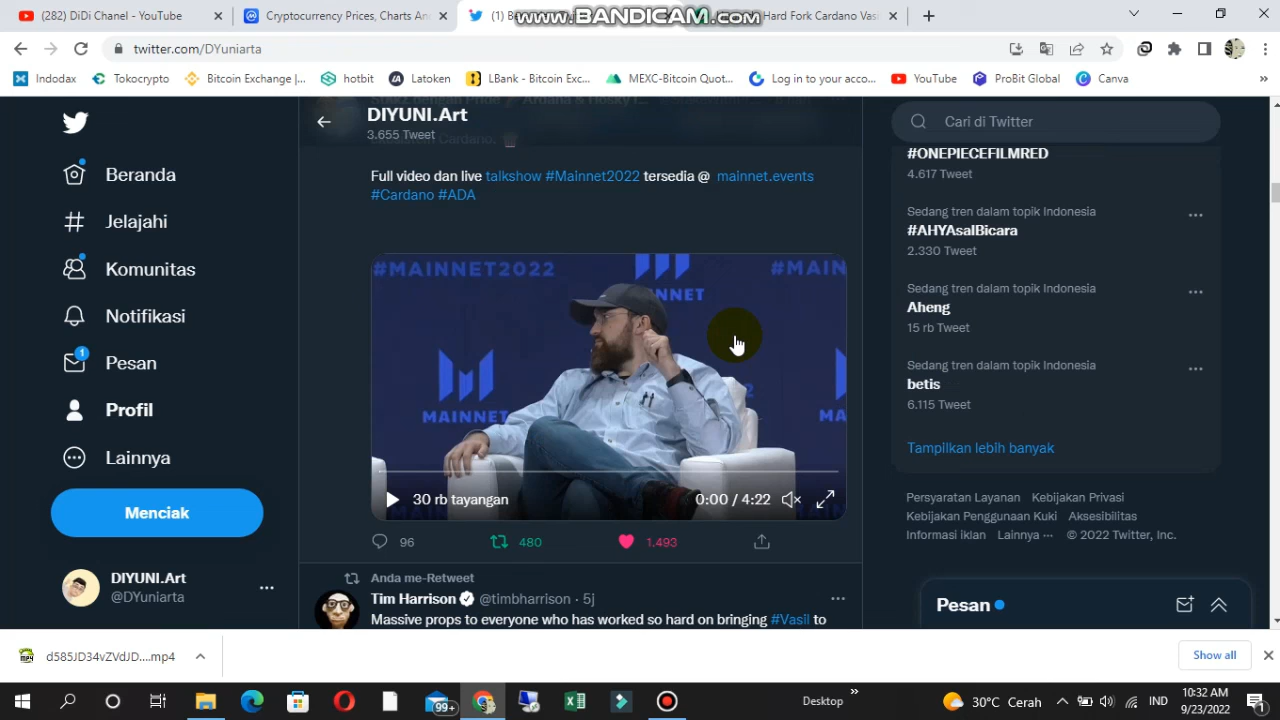 (282) DiDi Channel - YouTube
Cryptocurrency Prices, Charts An
(1) B
www.BANDICAM.com
Hard Fork Cardano Vasi
twitter.com/DYuniarta
Indodax
Tokocrypto
Bitcoin Exchange |...
hotbit
Latoken
LBank - Bitcoin Exc...
MEXC-Bitcoin Quot...
Log in to your acco...
YouTube
ProBit Global
Canva
»
DIYUNI.Art
3.655 Tweet
Cari di Twitter
Beranda
Jelajahi
Komunitas
Notifikasi
1
Pesan
Profil
Lainnya
Menciak
DIYUNI.Art
@DYuniarta
Full video dan live talkshow #Mainnet2022 tersedia @ mainnet.events
#Cardano #ADA
#MAINNET2022
NNET
#MAIN
MAINNET
MA
30 rb tayangan
0:00 / 4:22
96
480
1.493
Anda me-Retweet
Tim Harrison @timbharrison · 5j
Massive props to everyone who has worked so hard on bringing #Vasil to
#ONEPIECEFILMRED
4.617 Tweet
Sedang tren dalam topik Indonesia
#AHYAsalBicara
2.330 Tweet
Sedang tren dalam topik Indonesia
Aheng
15 rb Tweet
Sedang tren dalam topik Indonesia
betis
6.115 Tweet
Tampilkan lebih banyak
Persyaratan Layanan Kebijakan Privasi
Kebijakan Penggunaan Kuki Aksesibilitas
Informasi iklan Lainnya ··· © 2022 Twitter, Inc.
Pesan
d585JD34vZVdJD....mp4
Show all
99+
Desktop
»
30°C Cerah
IND
10:32 AM
9/23/2022
1